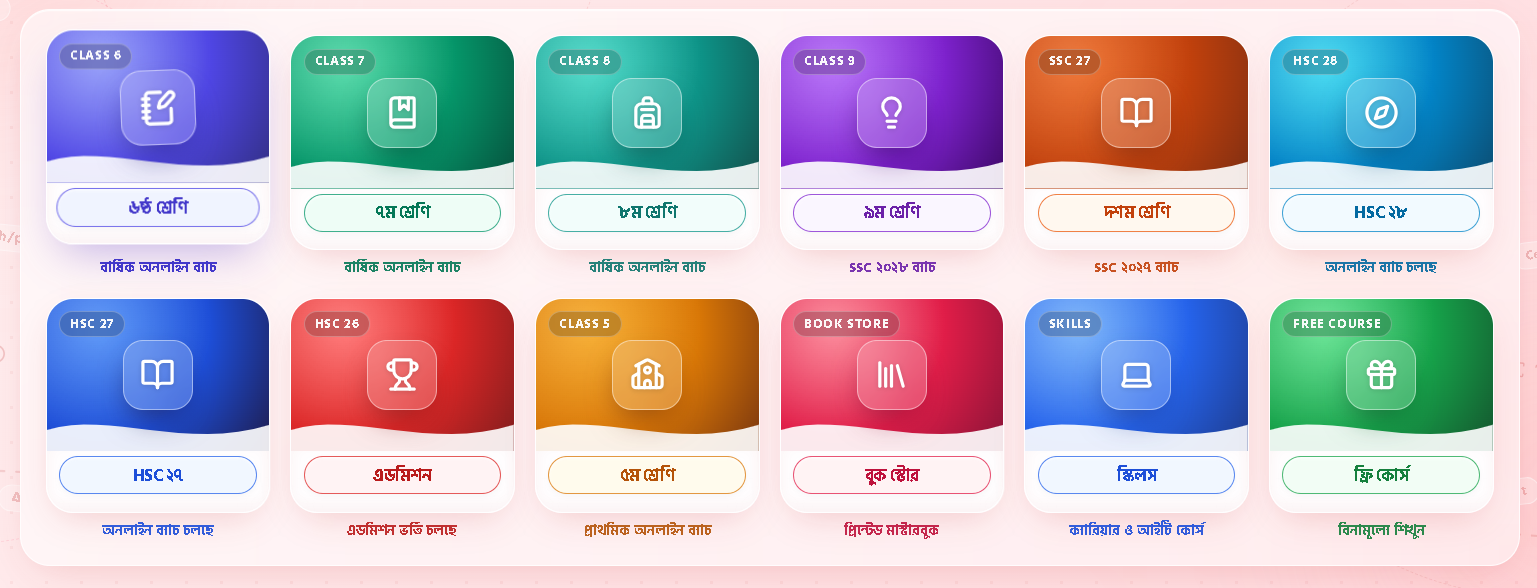 CLASS 6
৬ষ্ঠ শ্রেণি
বার্ষিক অনলাইন ব্যাচ
CLASS 7
৭ম শ্রেণি
বার্ষিক অনলাইন ব্যাচ
CLASS 8
৮ম শ্রেণি
বার্ষিক অনলাইন ব্যাচ
CLASS 9
৯ম শ্রেণি
SSC ২০২৮ ব্যাচ
SSC 27
দশম শ্রেণি
SSC ২০২৭ ব্যাচ
HSC 28
HSC ২৮
অনলাইন ব্যাচ চলছে
HSC 27
HSC ২৭
অনলাইন ব্যাচ চলছে
HSC 26
এডমিশন
এডমিশন ভর্তি চলছে
CLASS 5
৫ম শ্রেণি
প্রাথমিক অনলাইন ব্যাচ
BOOK STORE
বুক স্টোর
প্রিন্টেড মাস্টারবুক
SKILLS
স্কিলস
ক্যারিয়ার ও আইটি কোর্স
FREE COURSE
ফ্রি কোর্স
বিনামূল্যে শিখুন